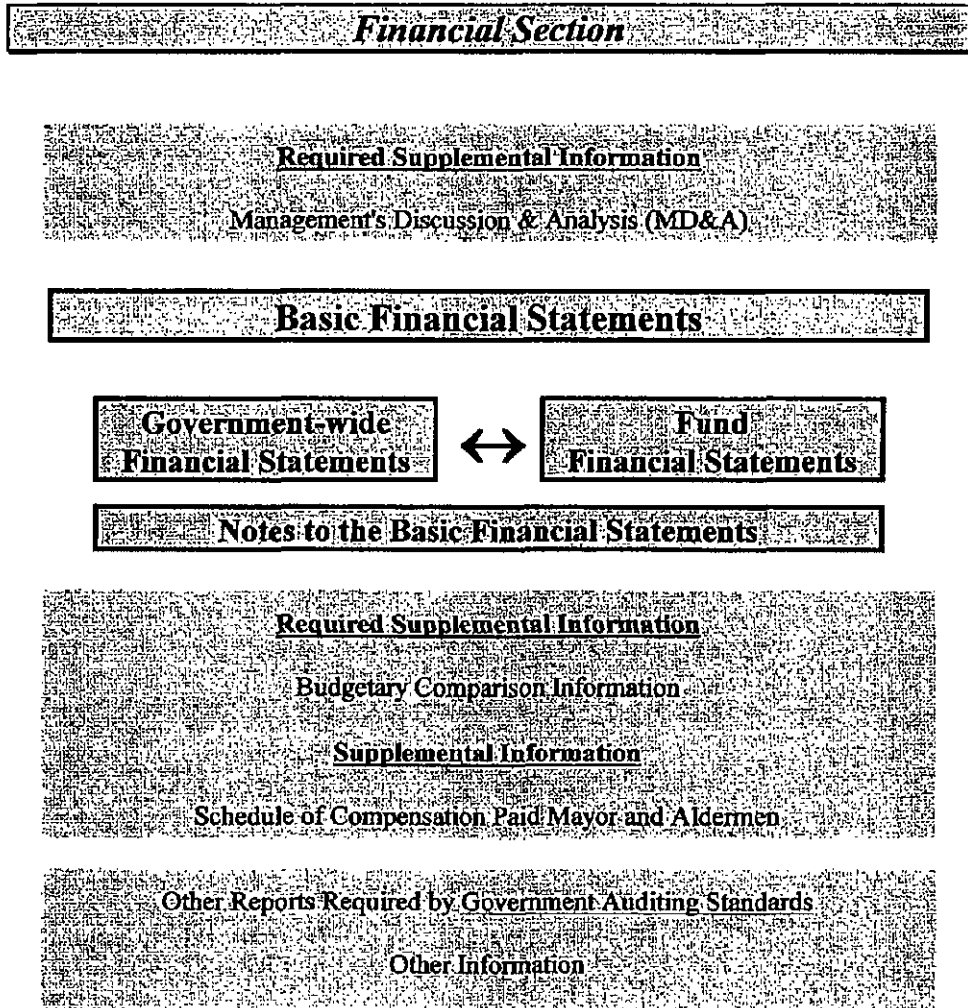 Financial Section
Required Supplemental Information
Management's Discussion & Analysis (MD&A)
Basic Financial Statements
Government-wide
Financial Statements
Fund
Financial Statements
Notes to the Basic Financial Statements
Required Supplemental Information
Budgetary Comparison Information
Supplemental Information
Schedule of Compensation Paid Mayor and Aldermen
Other Reports Required by Government Auditing Standards
Other Information